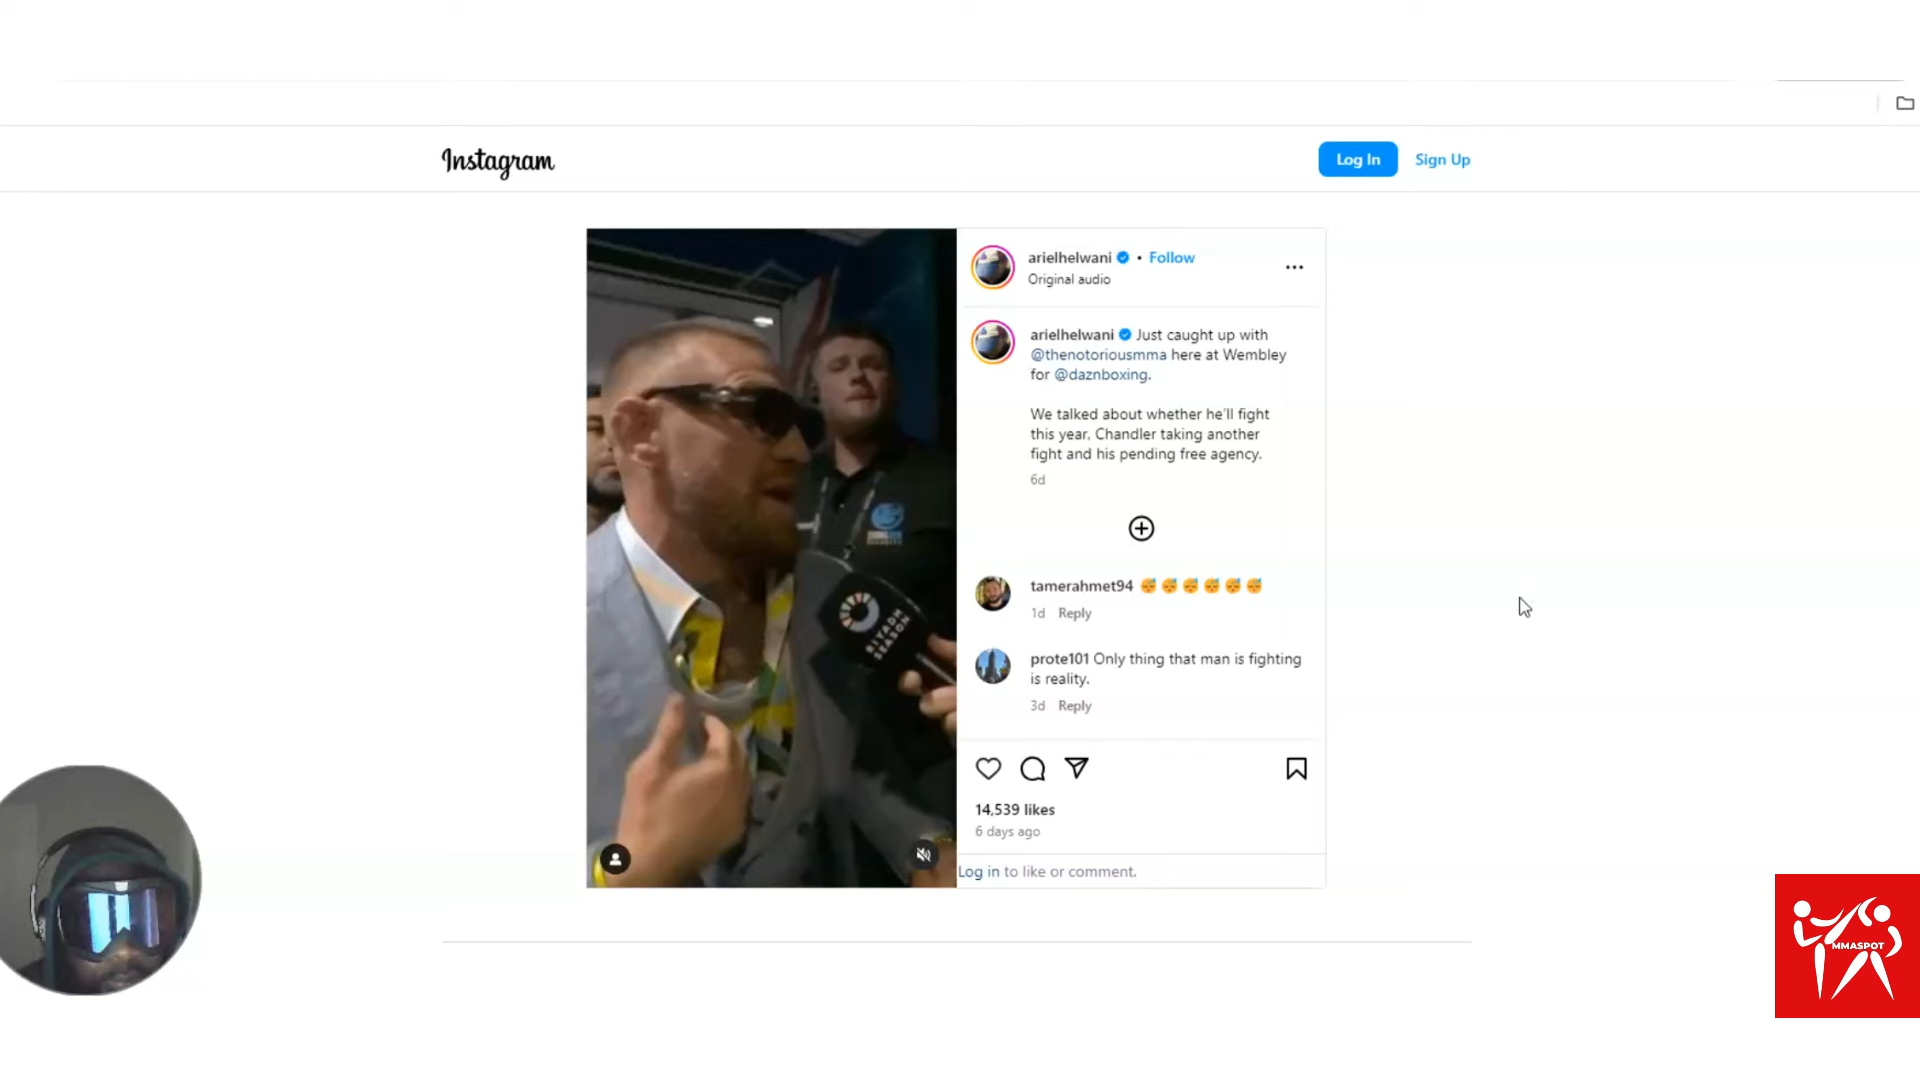 Instagram
Log In
Sign Up
arielhelwani • Follow
Original audio
arielhelwani Just caught up with
@thenotoriousmma here at Wembley
for @daznboxing.
We talked about whether he'll fight
this year, Chandler taking another
fight and his pending free agency.
6d
tamerahmet94 😴😴😴😴😴😴
1d Reply
prote101 Only thing that man is fighting
is reality.
3d Reply
14,539 likes
6 days ago
Log in to like or comment.
RIYADH
SEASON
MMASPOT